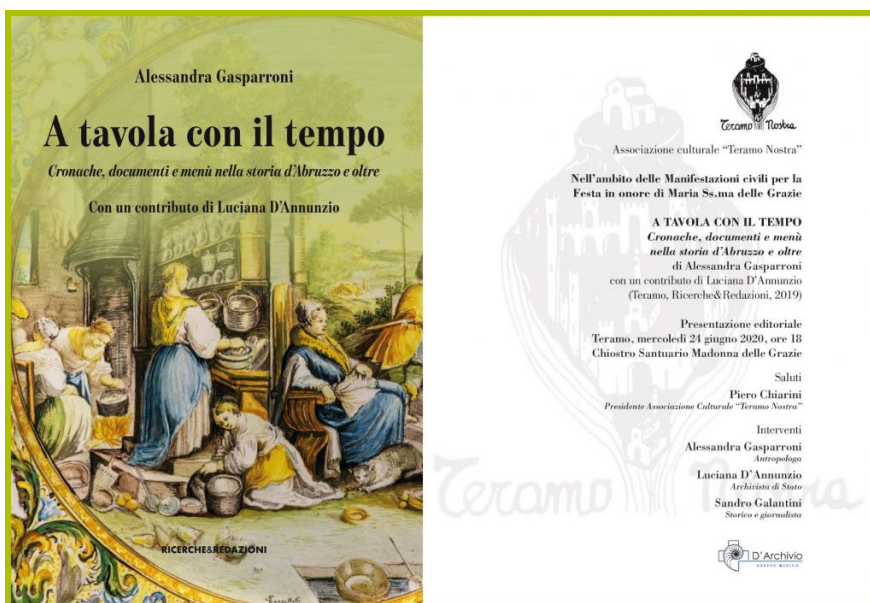 Alessandra Gasparroni
A tavola con il tempo
Cronache, documenti e menù nella storia d'Abruzzo e oltre
Con un contributo di Luciana D'Annunzio
RICERCHE&REDAZIONI
Teramo Nostra
Associazione culturale "Teramo Nostra"
Nell'ambito delle Manifestazioni civili per la
Festa in onore di Maria Ss.ma delle Grazie
A TAVOLA CON IL TEMPO
Cronache, documenti e menù
nella storia d'Abruzzo e oltre
di Alessandra Gasparroni
con un contributo di Luciana D'Annunzio
(Teramo, Ricerche&Redazioni, 2019)
Presentazione editoriale
Teramo, mercoledì 24 giugno 2020, ore 18
Chiostro Santuario Madonna delle Grazie
Saluti
Piero Chiarini
Presidente Associazione Culturale "Teramo Nostra"
Interventi
Alessandra Gasparroni
Antropologa
Luciana D'Annunzio
Archivista di Stato
Sandro Galantini
Storico e giornalista
Teramo Nostra
D'Archivio
GRUPPO MEDICO